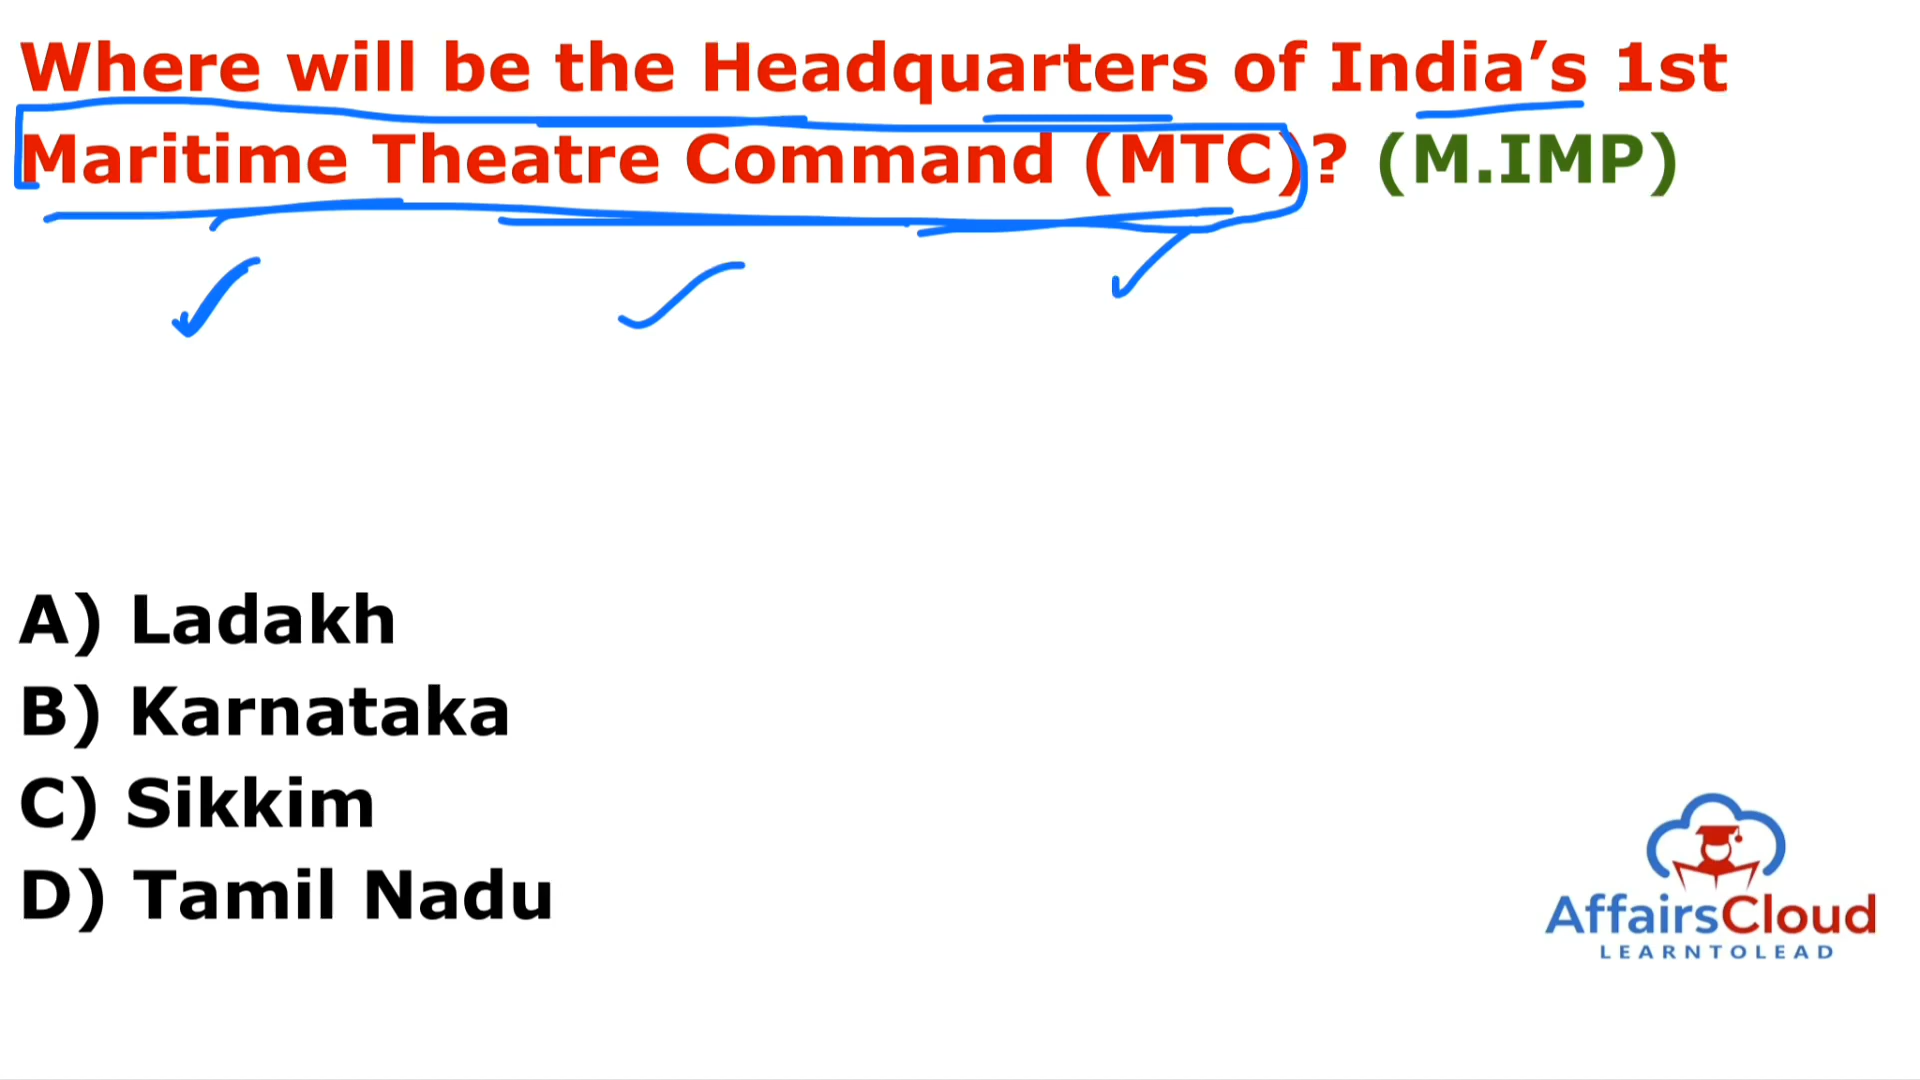 Where will be the Headquarters of India’s 1st
Maritime Theatre Command (MTC)? (M.IMP)
A) Ladakh
B) Karnataka
C) Sikkim
D) Tamil Nadu
AffairsCloud
LEARNTOLEAD